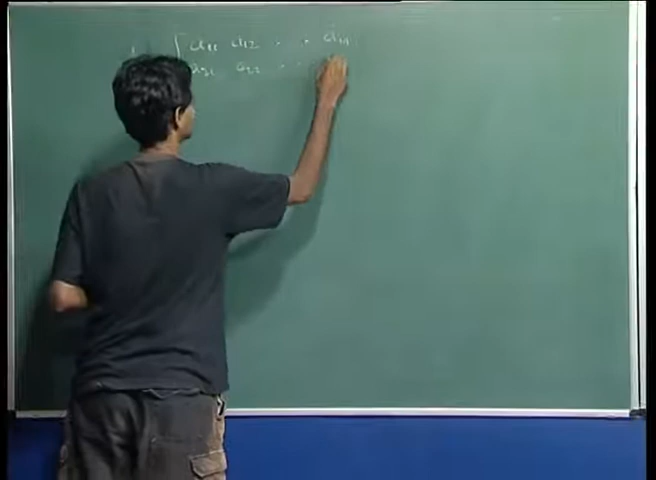 [ a11 a12 . . a1n
a21 a22 . .